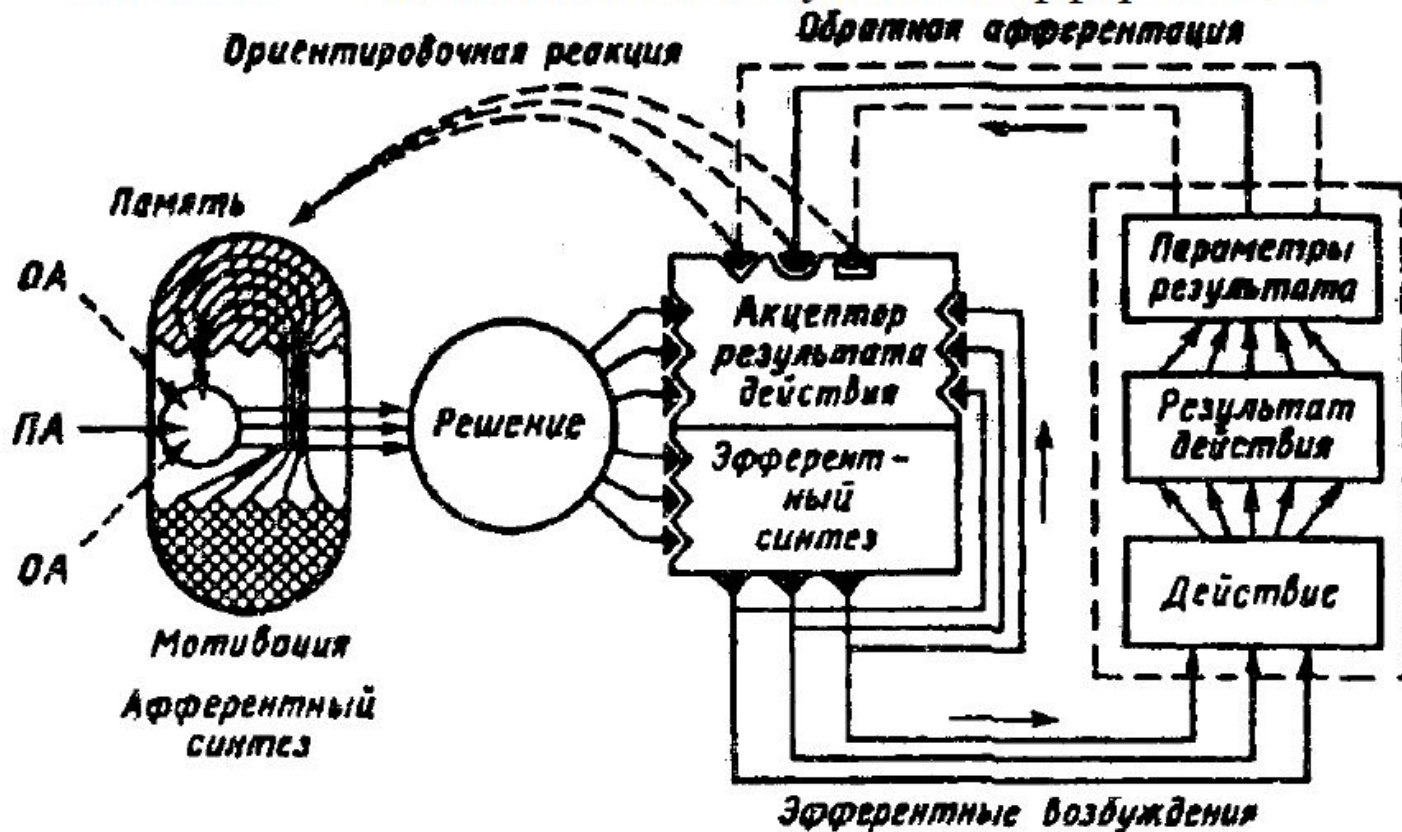 Ориентировочная реакция
Обратная афферентация
Память
ОА
ПА
ОА
Мотивация
Афферентный
синтез
Решение
Акцептор
результата
действия
Эфферент-
ный
синтез
Параметры
результата
Результат
действия
Действие
Эфферентные возбуждения